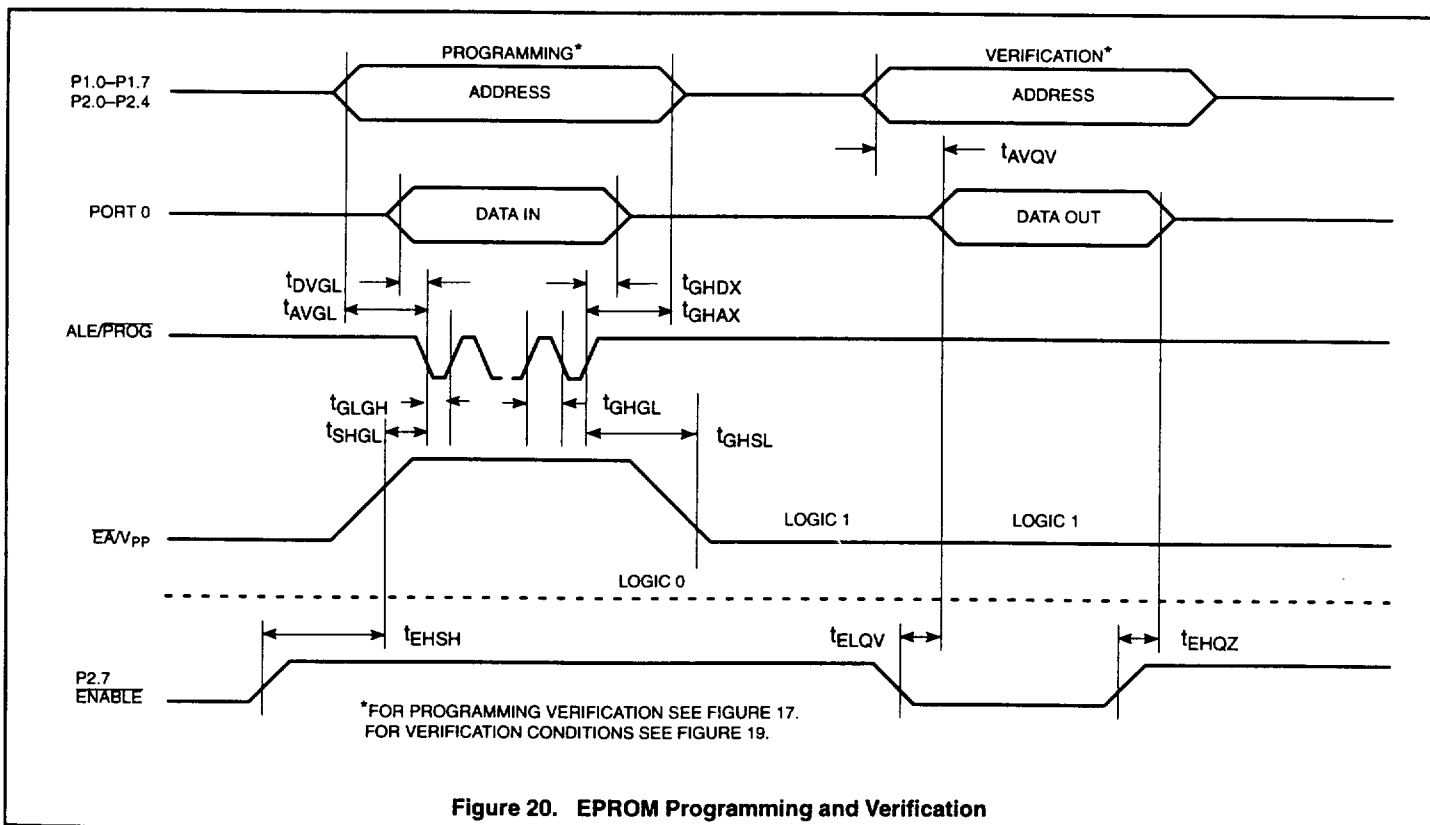 PROGRAMMING*
VERIFICATION*
P1.0–P1.7
P2.0–P2.4
ADDRESS
ADDRESS
tAVQV
PORT 0
DATA IN
DATA OUT
tDVGL
tGHDX
tAVGL
tGHAX
ALE/PROG
tGLGH
tGHGL
tSHGL
tGHSL
EA/VPP
LOGIC 1
LOGIC 1
LOGIC 0
tEHSH
tELQV
tEHQZ
P2.7
ENABLE
*FOR PROGRAMMING VERIFICATION SEE FIGURE 17.
FOR VERIFICATION CONDITIONS SEE FIGURE 19.
Figure 20. EPROM Programming and Verification